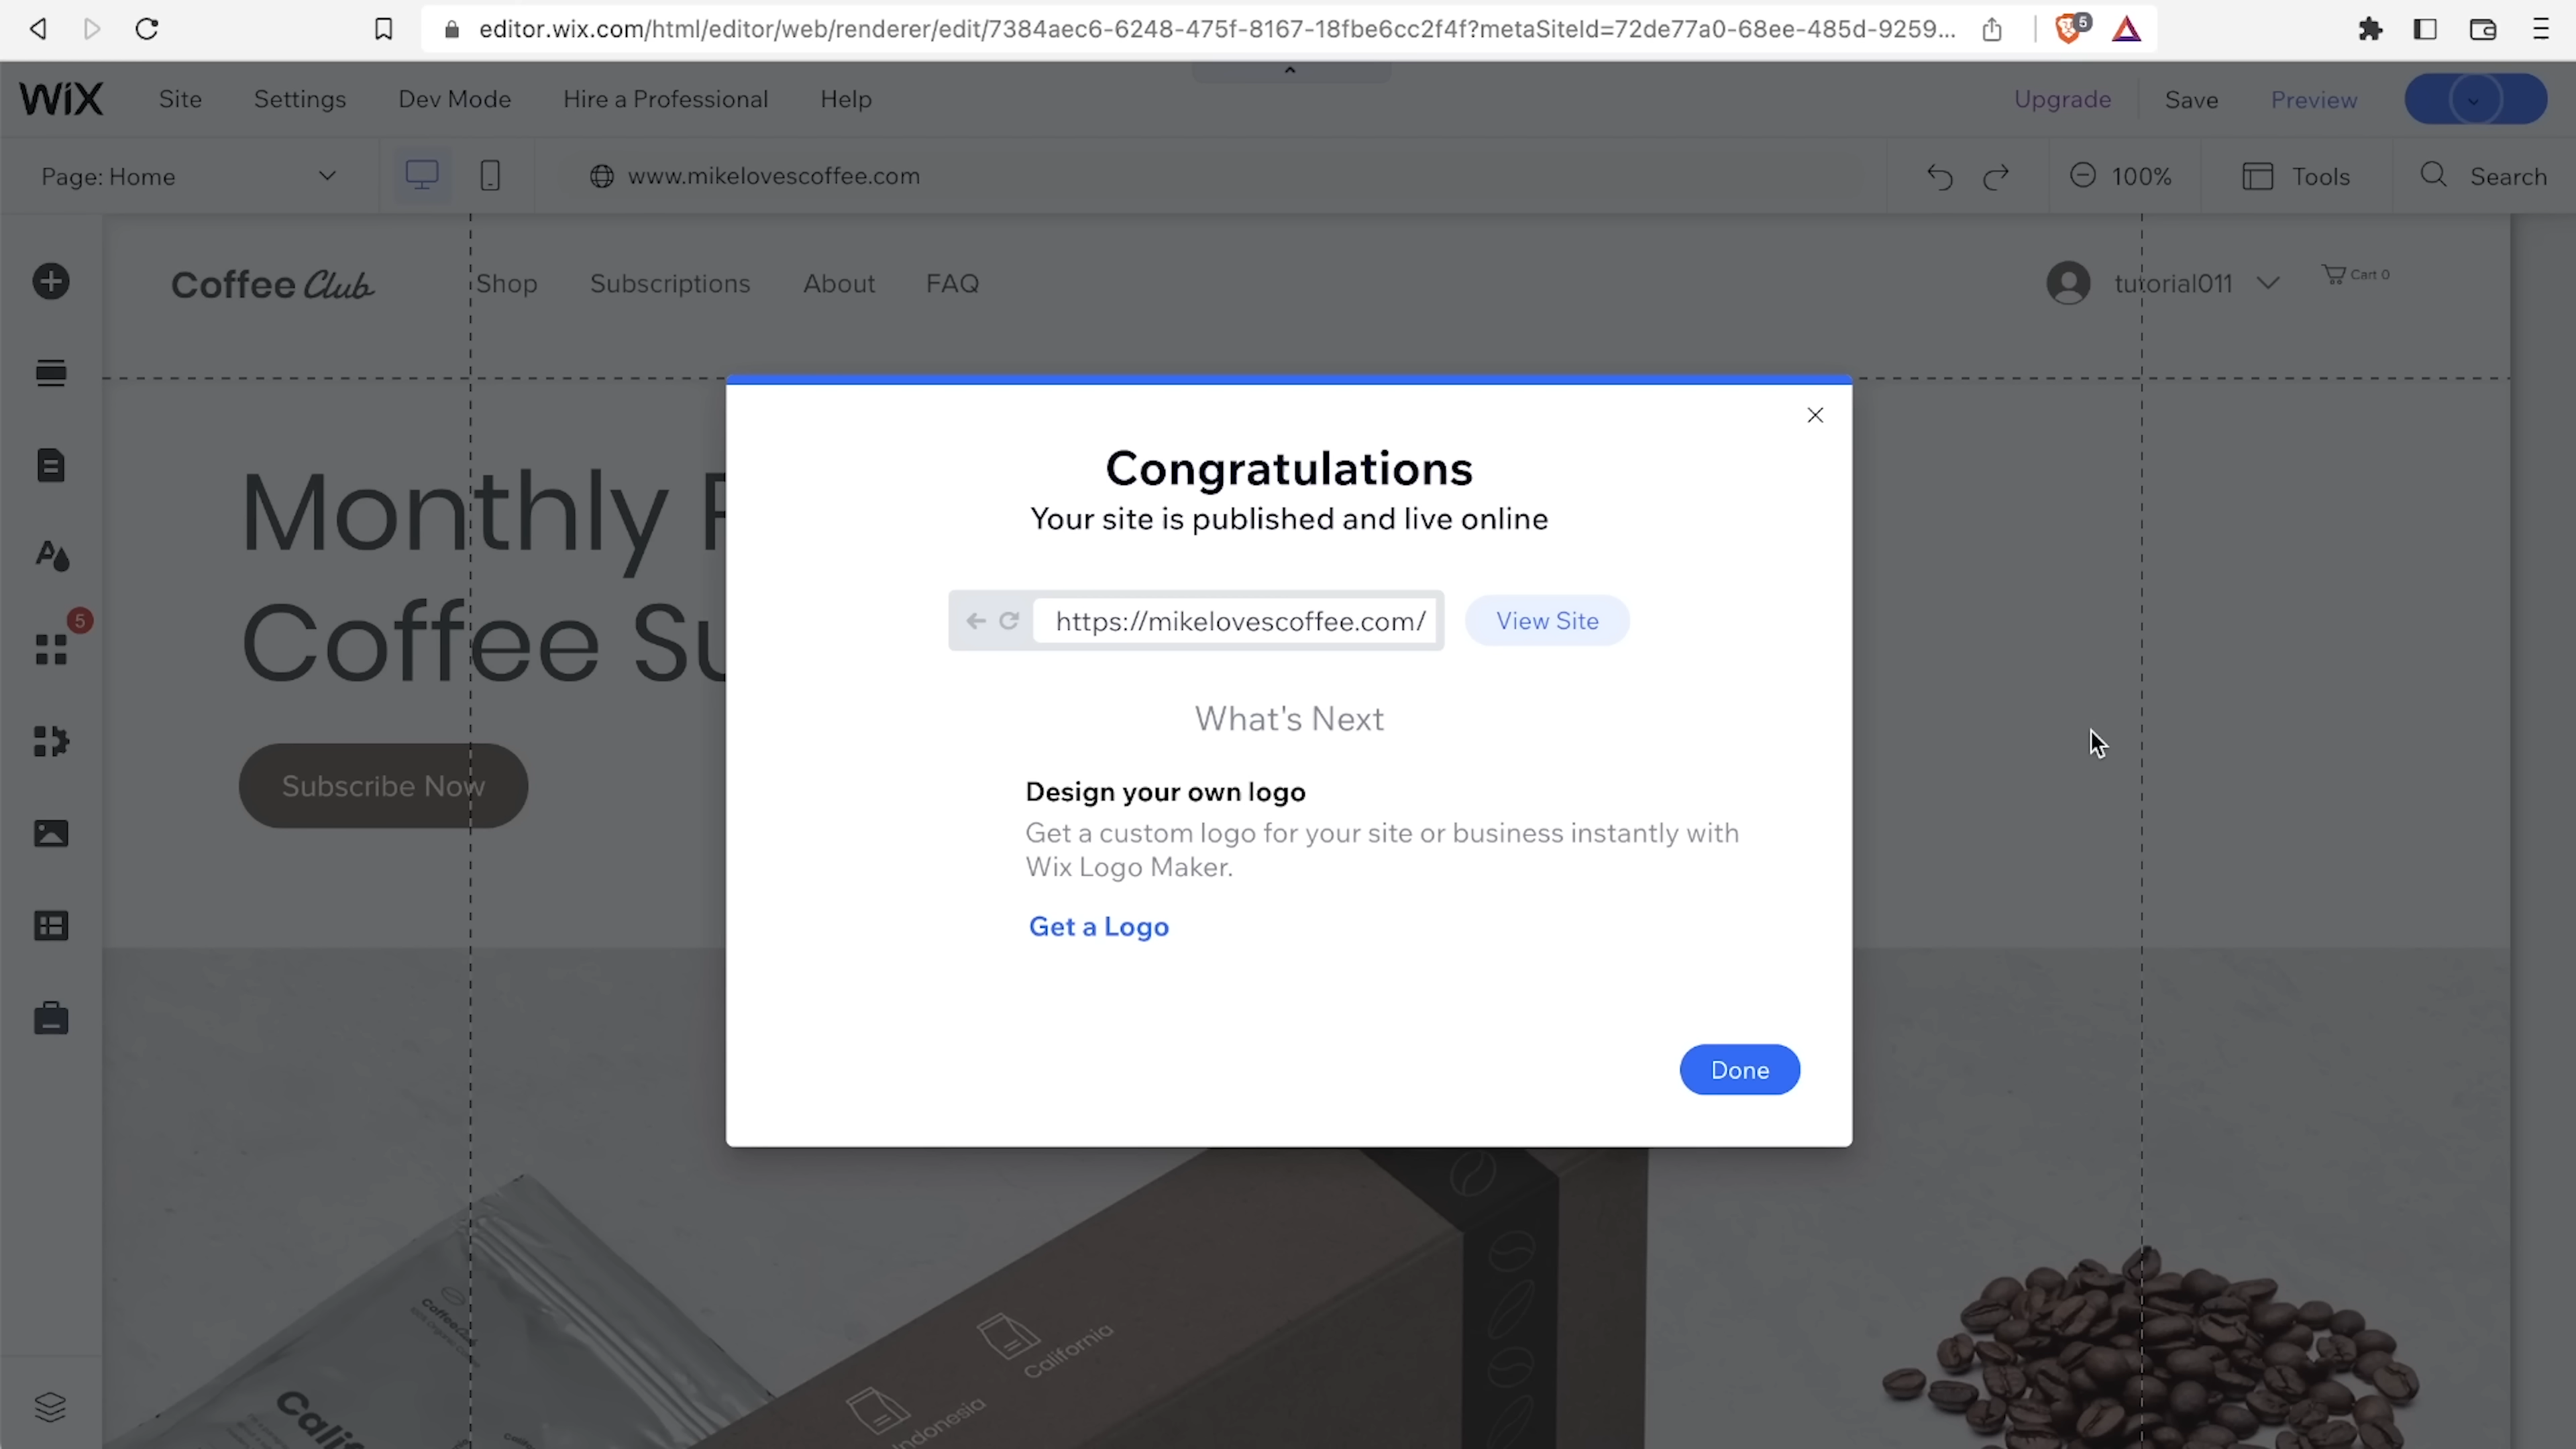 editor.wix.com/html/editor/web/renderer/edit/7384aec6-6248-475f-8167-18fbe6cc2f4f?metaSiteId=72de77a0-68ee-485d-9259...
5
WiX
Site
Settings
Dev Mode
Hire a Professional
Help
Upgrade
Save
Preview
Page: Home
www.mikelovescoffee.com
100%
Tools
Search
Coffee Club
Shop
Subscriptions
About
FAQ
tutorial011
Cart 0
Monthly
Coffee
Subscribe Now
5
Congratulations
Your site is published and live online
https://mikelovescoffee.com/
View Site
What's Next
Design your own logo
Get a custom logo for your site or business instantly with
Wix Logo Maker.
Get a Logo
Done
California
Indonesia